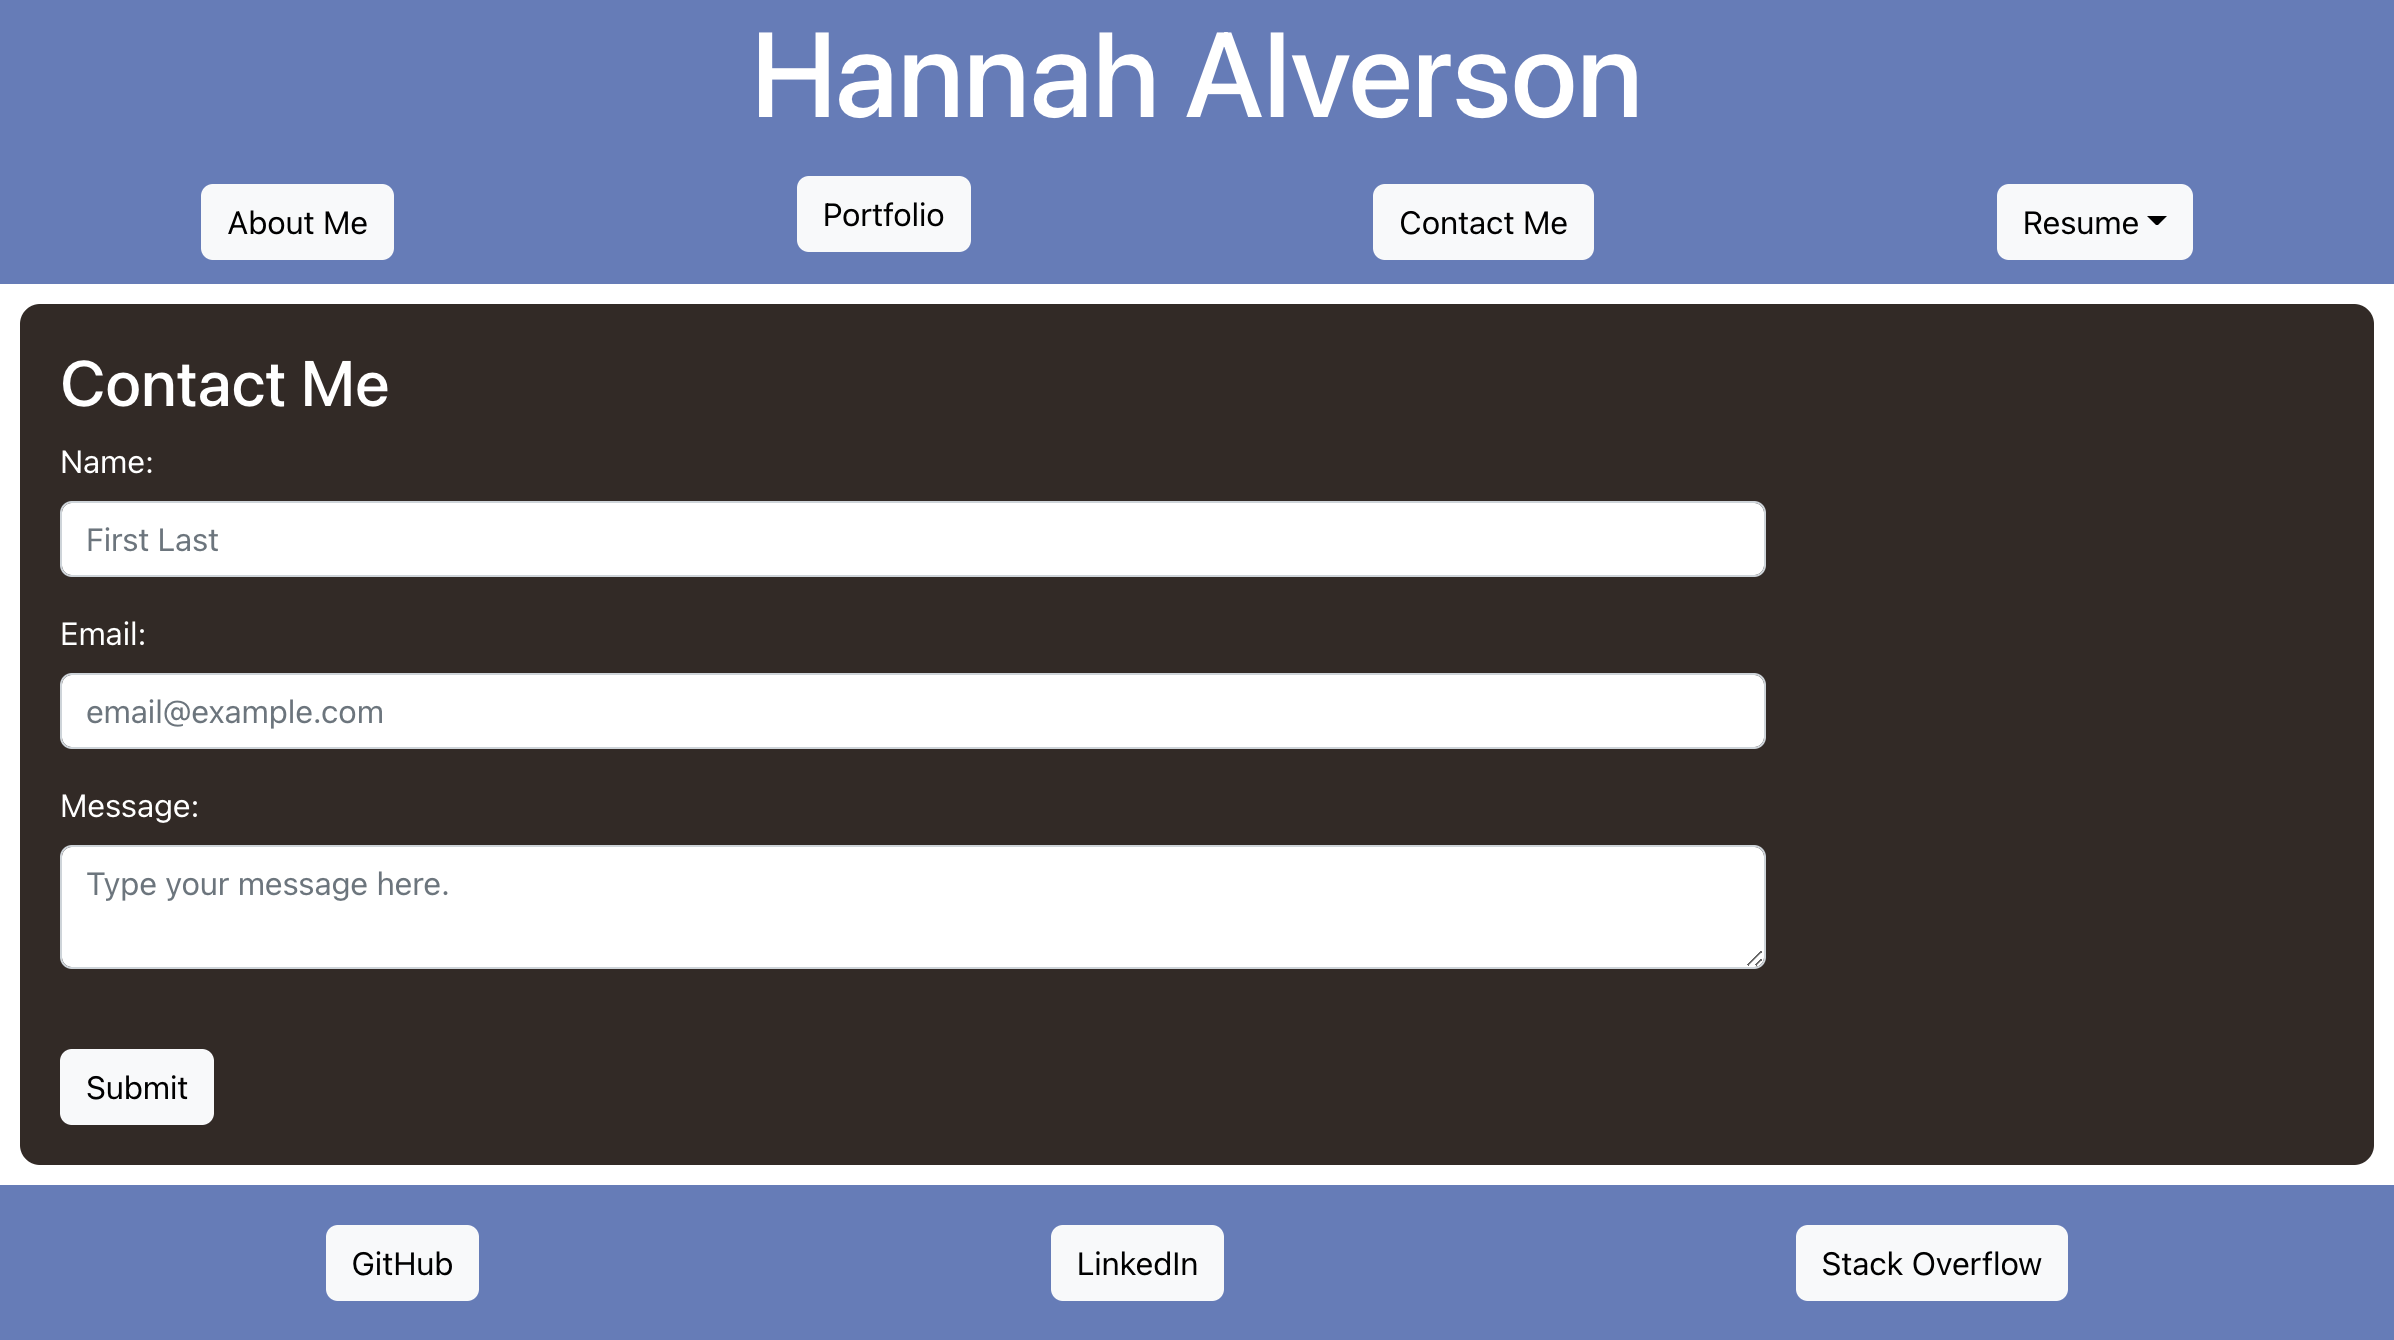 Hannah Alverson
About Me
Portfolio
Contact Me
Resume
Contact Me
Name:
First Last
Email:
email@example.com
Message:
Type your message here.
Submit
GitHub
LinkedIn
Stack Overflow